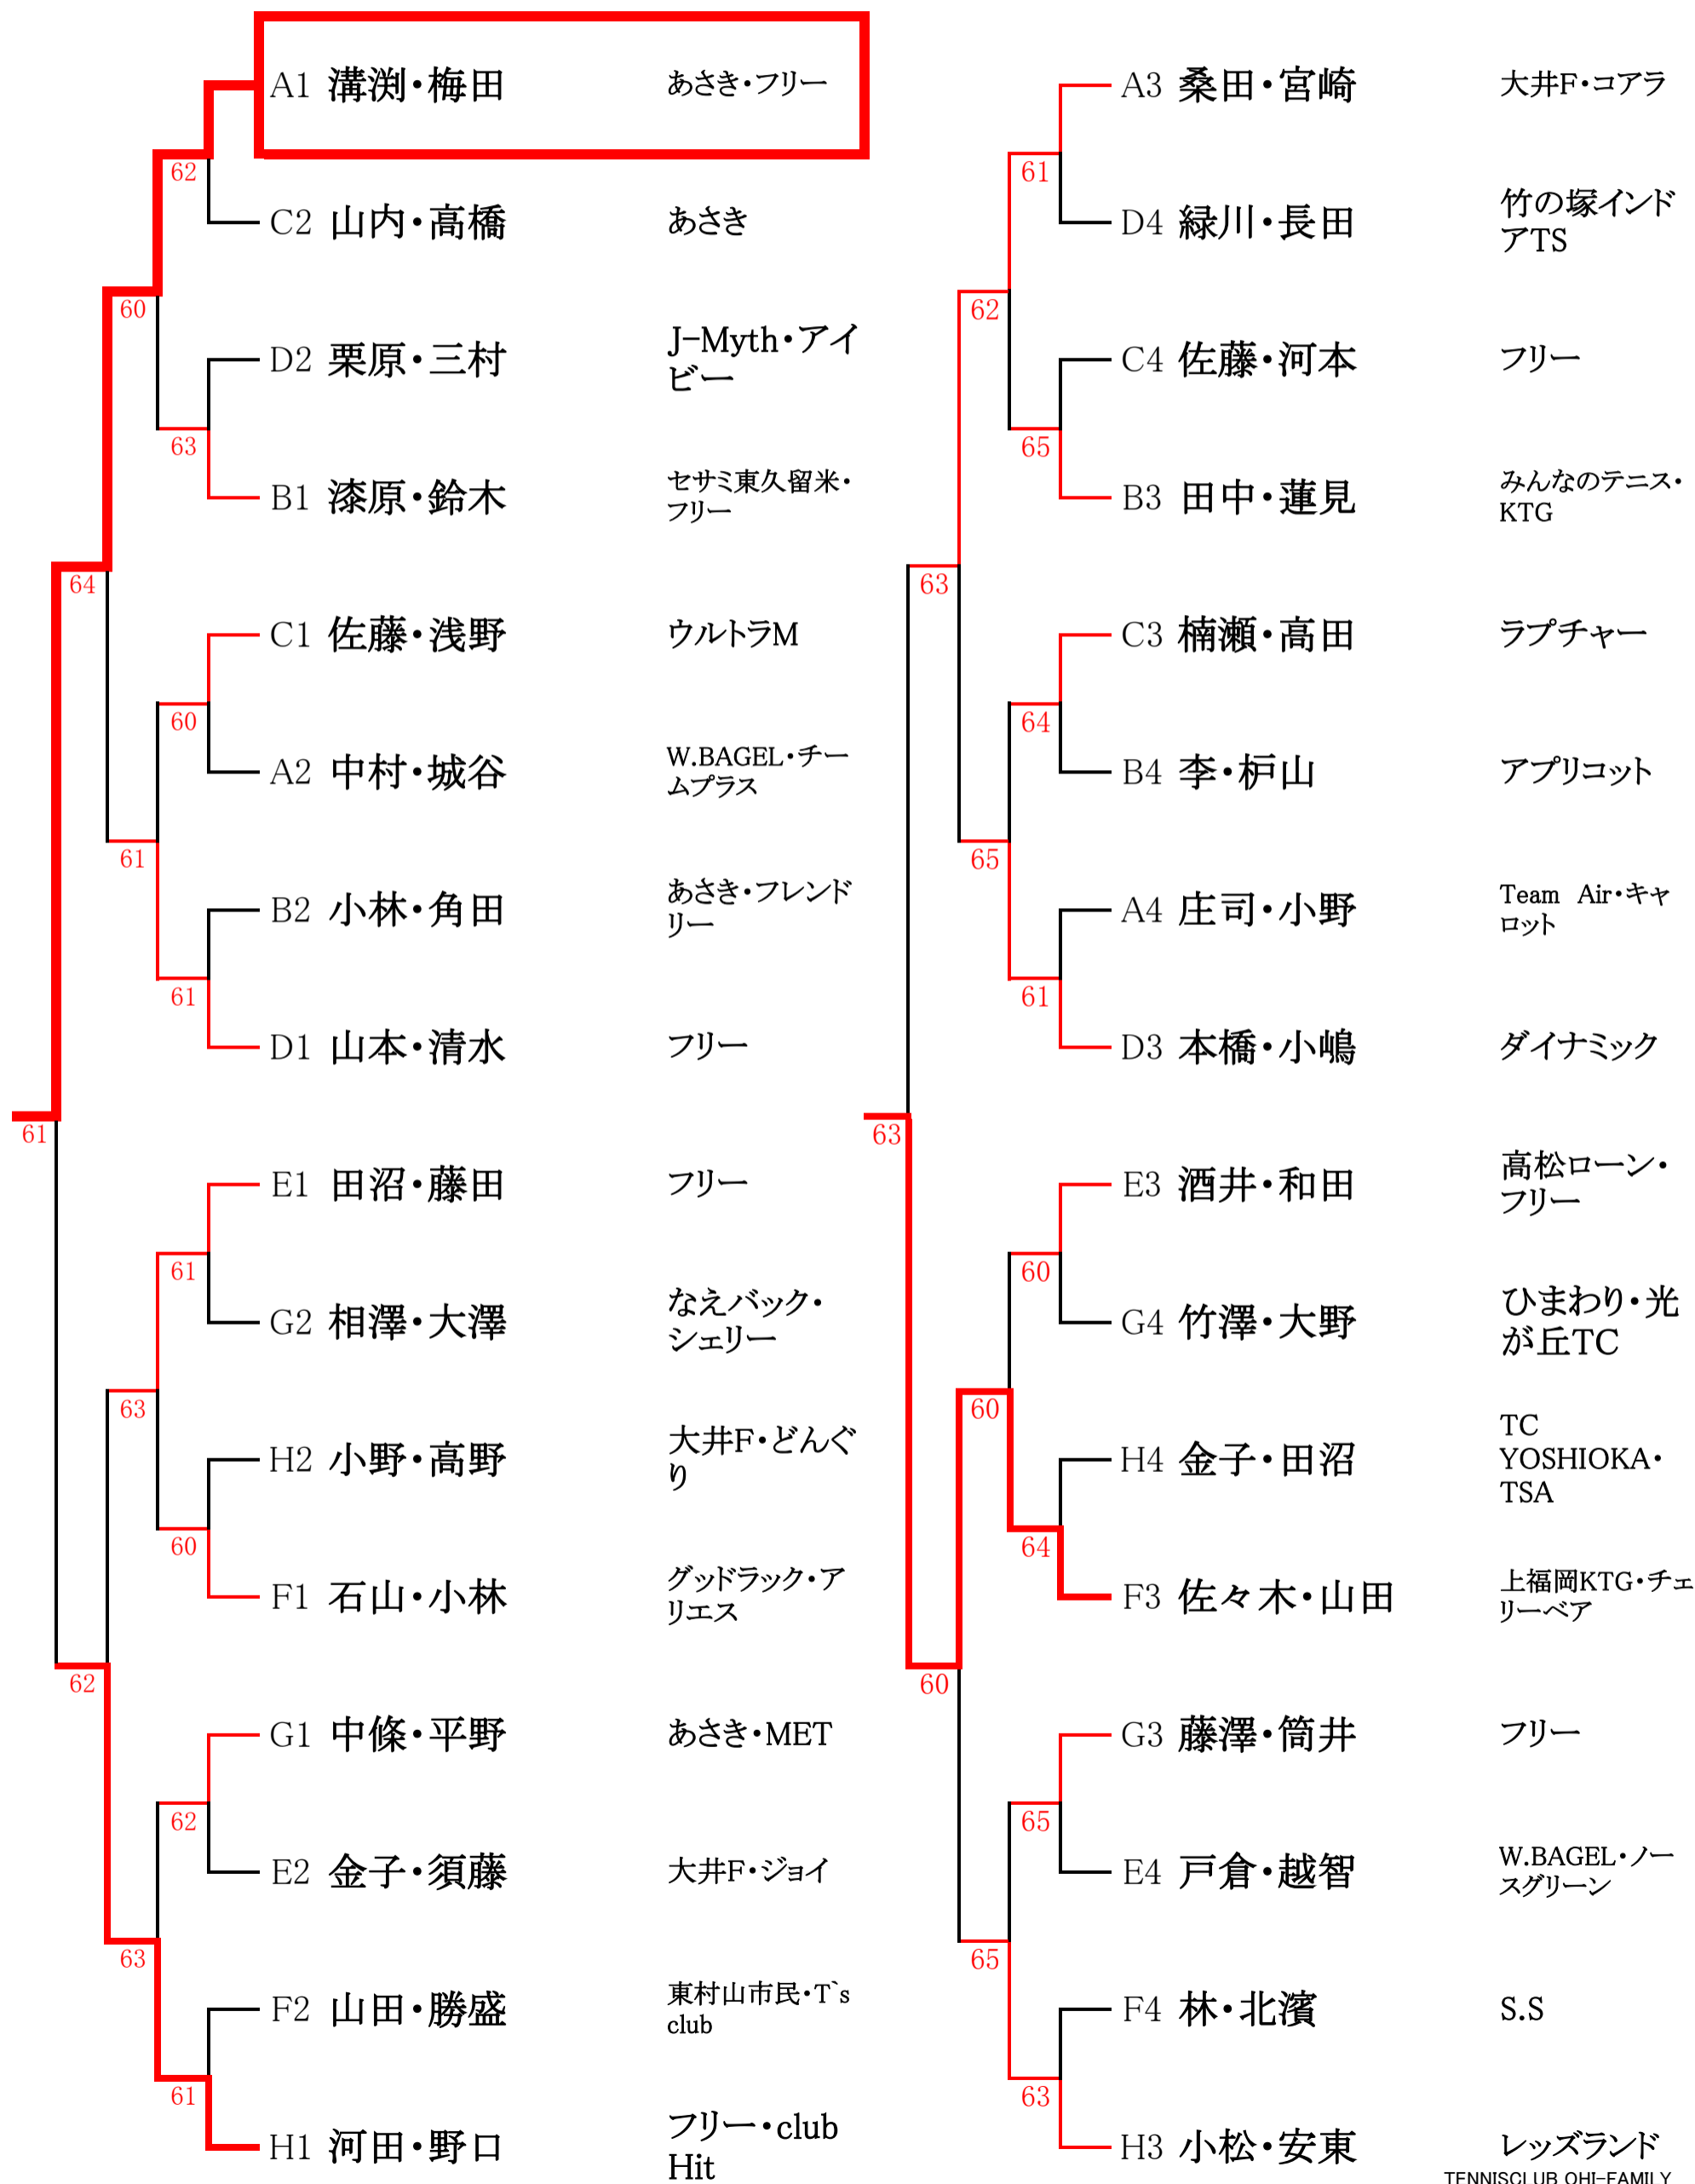 A1 溝渕・梅田 あさき・フリー
62
C2 山内・高橋 あさき
60
D2 栗原・三村 J-Myth・アイ
ビー
63
B1 漆原・鈴木 セサミ東久留米・
フリー
64
C1 佐藤・浅野 ウルトラM
60
A2 中村・城谷 W.BAGEL・チー
ムプラス
61
B2 小林・角田 あさき・フレンド
リー
61
D1 山本・清水 フリー
61
E1 田沼・藤田 フリー
61
G2 相澤・大澤 なえバック・
シェリー
63
H2 小野・高野 大井F・どんぐ
り
60
F1 石山・小林 グッドラック・ア
リエス
62
G1 中條・平野 あさき・MET
62
E2 金子・須藤 大井F・ジョイ
63
F2 山田・勝盛 東村山市民・T`s
club
61
H1 河田・野口 フリー・club
Hit
A3 桑田・宮崎 大井F・コアラ
61
D4 緑川・長田 竹の塚インド
アTS
62
C4 佐藤・河本 フリー
65
B3 田中・蓮見 みんなのテニス・
KTG
63
C3 楠瀬・高田 ラプチャー
64
B4 李・枦山 アプリコット
65
A4 庄司・小野 Team Air・キャ
ロット
61
D3 本橋・小嶋 ダイナミック
63
E3 酒井・和田 高松ローン・
フリー
60
G4 竹澤・大野 ひまわり・光
が丘TC
60
H4 金子・田沼 TC
YOSHIOKA・
TSA
64
F3 佐々木・山田 上福岡KTG・チェ
リーベア
60
G3 藤澤・筒井 フリー
65
E4 戸倉・越智 W.BAGEL・ノー
スグリーン
65
F4 林・北濱 S.S
63
H3 小松・安東 レッズランド
TENNISCLUB OHI-FAMILY